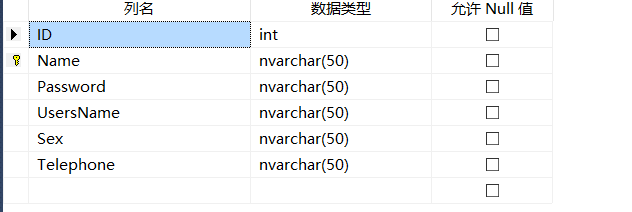 列名 数据类型 允许 Null 值
ID int
Name nvarchar(50)
Password nvarchar(50)
UsersName nvarchar(50)
Sex nvarchar(50)
Telephone nvarchar(50)